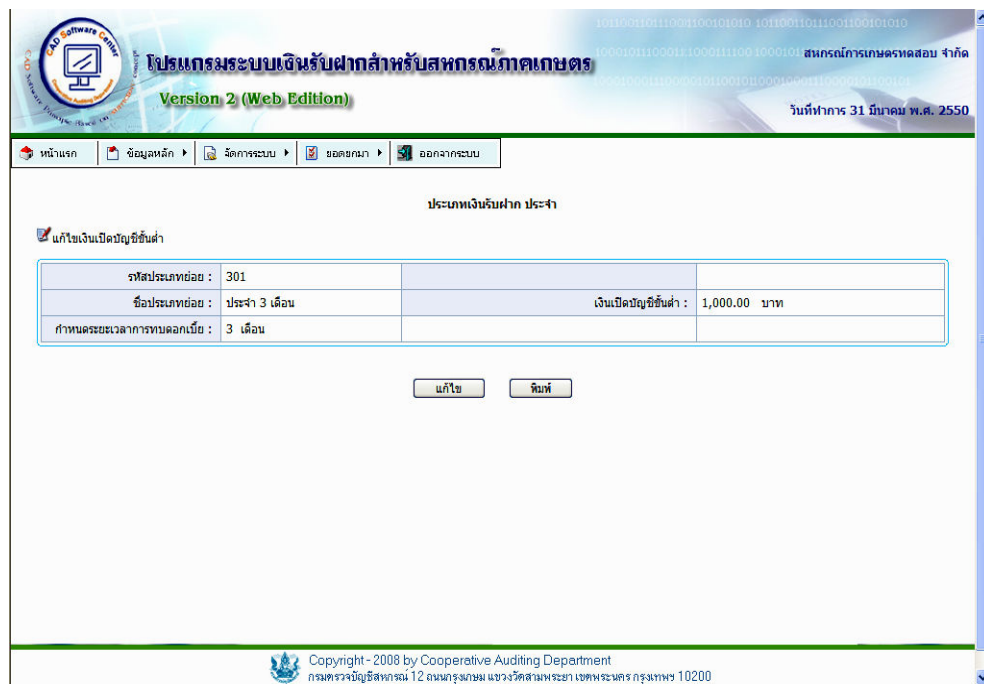 CAD Software Center
โปรแกรมระบบเงินรับฝากสำหรับสหกรณ์ภาคเกษตร
Version 2 (Web Edition)
สหกรณ์การเกษตรทดสอบ จำกัด
วันที่ทำการ 31 มีนาคม พ.ศ. 2550
หน้าแรก ข้อมูลหลัก จัดการระบบ ยอดยกมา ออกจากระบบ
ประเภทเงินรับฝาก ประจำ
แก้ไขเงินเปิดบัญชีขั้นต่ำ
รหัสประเภทย่อย : 301
ชื่อประเภทย่อย : ประจำ 3 เดือน เงินเปิดบัญชีขั้นต่ำ : 1,000.00 บาท
กำหนดระยะเวลาการทบดอกเบี้ย : 3 เดือน
แก้ไข พิมพ์
Copyright - 2008 by Cooperative Auditing Department
กรมตรวจบัญชีสหกรณ์ 12 ถนนกรุงเกษม แขวงวัดสามพระยา เขตพระนคร กรุงเทพฯ 10200